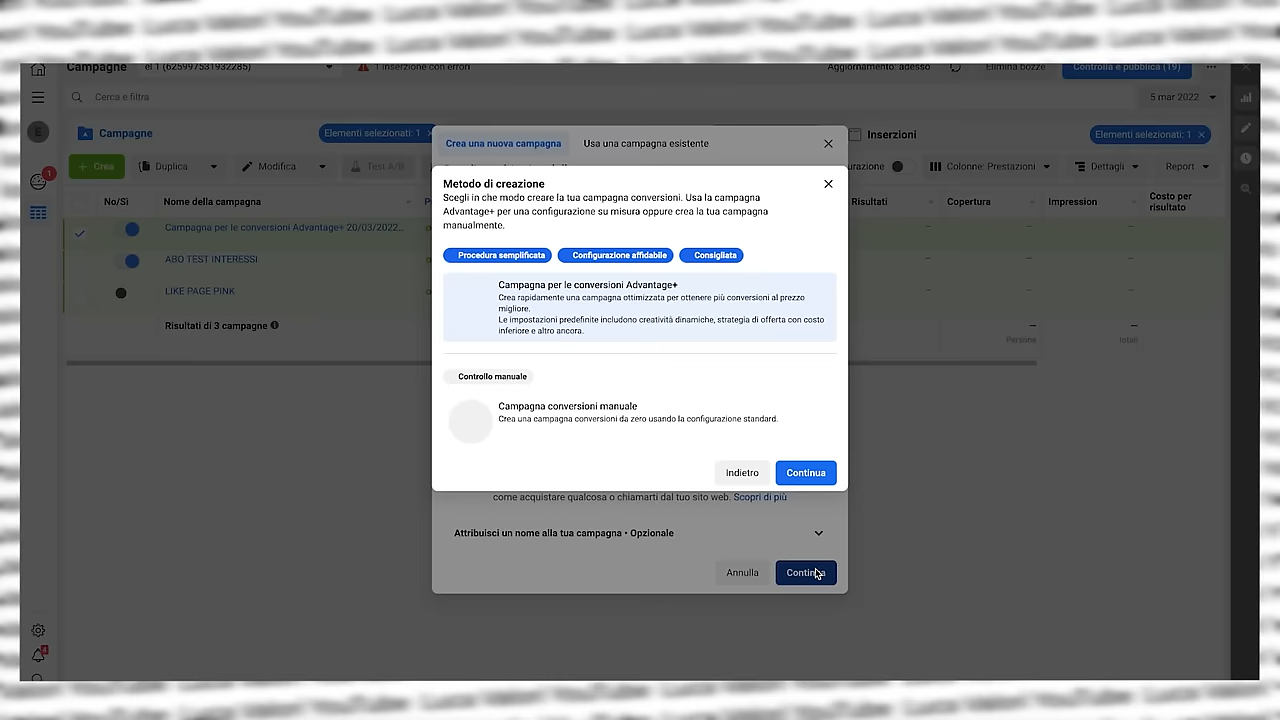 Campagne
el 1 (625997531932285)
1 inserzione con errori
Aggiornamento: adesso
Elimina bozze
Controlla e pubblica (19)
Cerca e filtra
5 mar 2022
Campagne
Elementi selezionati: 1
Inserzioni
Elementi selezionati: 1
Crea
Duplica
Modifica
Test A/B
Colonne: Prestazioni
Dettagli
Report
No/Sì
Nome della campagna
Risultati
Copertura
Impression
Costo per
risultato
Campagna per le conversioni Advantage+ 20/03/2022...
ABO TEST INTERESSI
LIKE PAGE PINK
Risultati di 3 campagne
Persone
totali
E
1
4
Crea una nuova campagna
Usa una campagna esistente
Metodo di creazione
Scegli in che modo creare la tua campagna conversioni. Usa la campagna
Advantage+ per una configurazione su misura oppure crea la tua campagna
manualmente.
Procedura semplificata
Configurazione affidabile
Consigliata
Campagna per le conversioni Advantage+
Crea rapidamente una campagna ottimizzata per ottenere più conversioni al prezzo
migliore.
Le impostazioni predefinite includono creatività dinamiche, strategia di offerta con costo
inferiore e altro ancora.
Controllo manuale
Campagna conversioni manuale
Crea una campagna conversioni da zero usando la configurazione standard.
Indietro
Continua
come acquistare qualcosa o chiamarti dal tuo sito web. Scopri di più
Attribuisci un nome alla tua campagna • Opzionale
Annulla
Continua